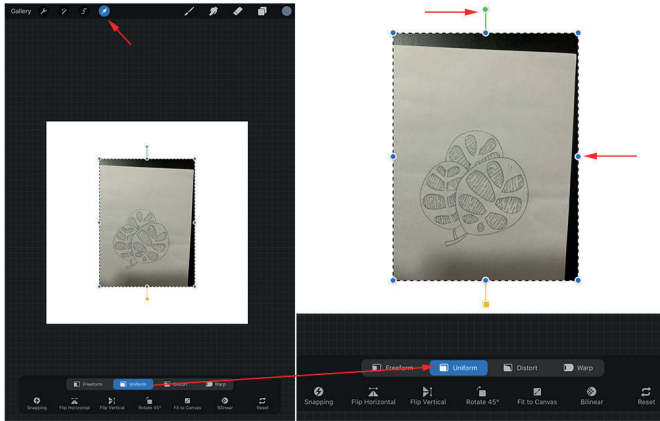 Gallery
Freeform Uniform Distort Warp
Snapping Flip Horizontal Flip Vertical Rotate 45° Fit to Canvas Bilinear Reset
Freeform Uniform Distort Warp
Snapping Flip Horizontal Flip Vertical Rotate 45° Fit to Canvas Bilinear Reset